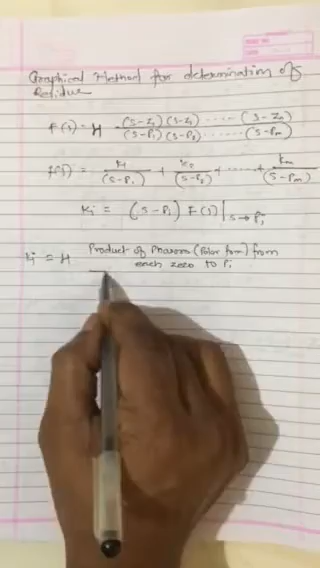 Graphical Method for determination of
Residue
F(s) = H (s-Z1)(s-Z2) ...... (s-Zn) / (s-P1)(s-P2) ...... (s-Pm)
F(s) = K1/(s-P1) + K2/(s-P2) + ...... + Km/(s-Pm)
Ki = (s-Pi) F(s)|s→Pi
Ki = H Product of Phasors (Polar form) from
each zero to Pi